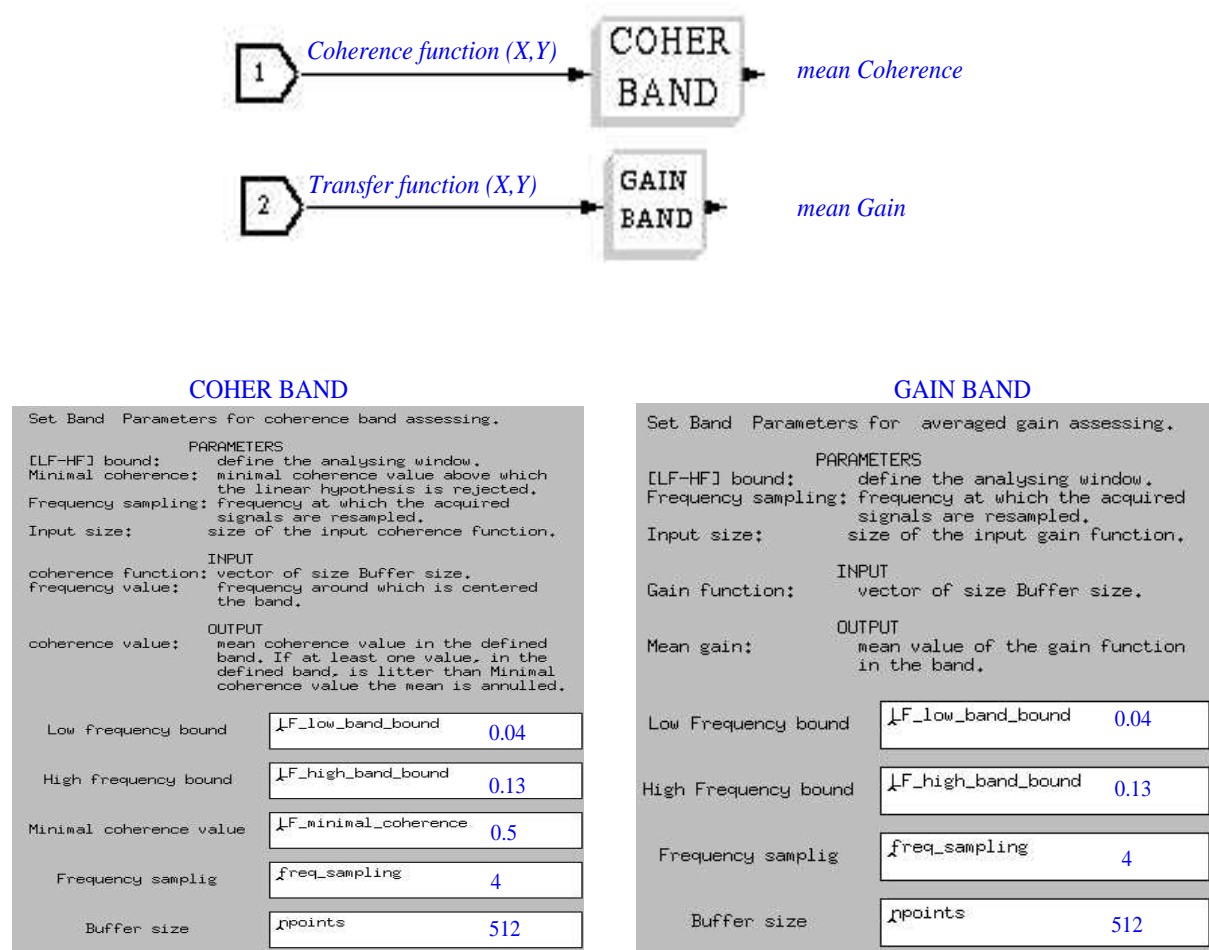 1
Coherence function (X,Y)
COHER
BAND
mean Coherence
2
Transfer function (X,Y)
GAIN
BAND
mean Gain
COHER BAND
Set Band Parameters for coherence band assessing.
PARAMETERS
[LF-HF] bound: define the analysing window.
Minimal coherence: minimal coherence value above which
the linear hypothesis is rejected.
Frequency sampling: frequency at which the acquired
signals are resampled.
Input size: size of the input coherence function.
INPUT
coherence function: vector of size Buffer size.
frequency value: frequency around which is centered
the band.
OUTPUT
coherence value: mean coherence value in the defined
band. If at least one value, in the
defined band, is litter than Minimal
coherence value the mean is annulled.
Low frequency bound LF_low_band_bound 0.04
High frequency bound LF_high_band_bound 0.13
Minimal coherence value LF_minimal_coherence 0.5
Frequency samplig freq_sampling 4
Buffer size npoints 512
GAIN BAND
Set Band Parameters for averaged gain assessing.
PARAMETERS
[LF-HF] bound: define the analysing window.
Frequency sampling: frequency at which the acquired
signals are resampled.
Input size: size of the input gain function.
INPUT
Gain function: vector of size Buffer size.
OUTPUT
Mean gain: mean value of the gain function
in the band.
Low Frequency bound LF_low_band_bound 0.04
High Frequency bound LF_high_band_bound 0.13
Frequency samplig freq_sampling 4
Buffer size npoints 512